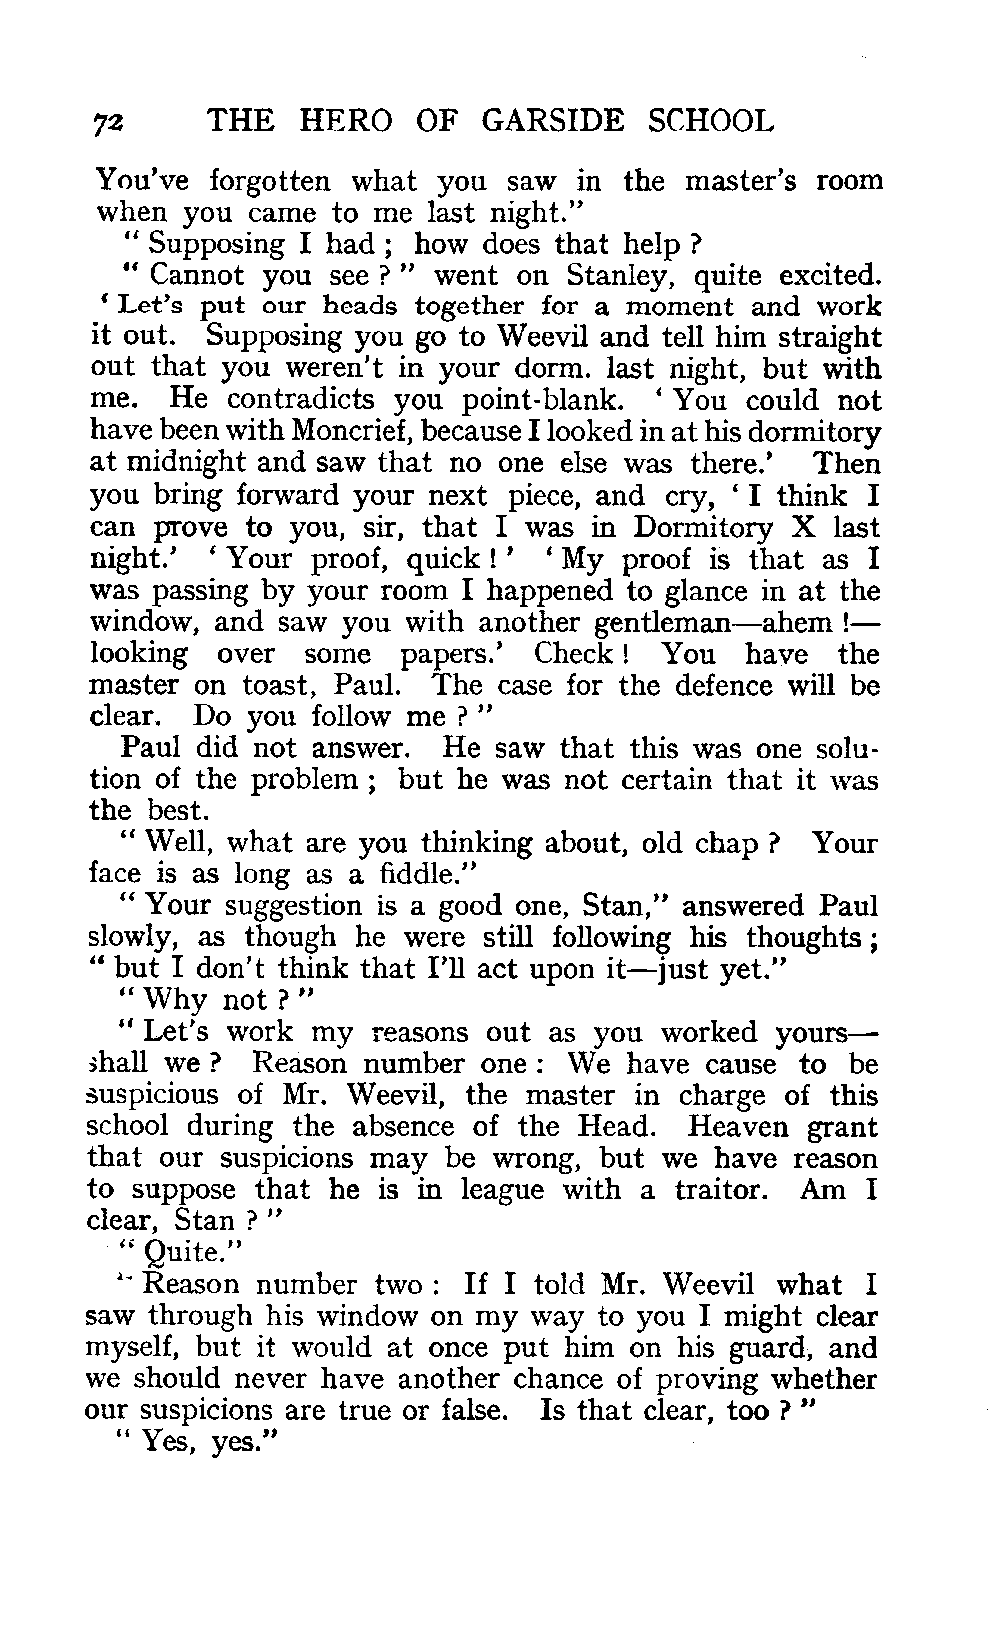 72 THE HERO OF GARSIDE SCHOOL
You've forgotten what you saw in the master's room
when you came to me last night."
" Supposing I had ; how does that help ?
" Cannot you see ? " went on Stanley, quite excited.
‘ Let's put our heads together for a moment and work
it out. Supposing you go to Weevil and tell him straight
out that you weren't in your dorm. last night, but with
me. He contradicts you point-blank. ‘ You could not
have been with Moncrief, because I looked in at his dormitory
at midnight and saw that no one else was there.’ Then
you bring forward your next piece, and cry, ‘ I think I
can prove to you, sir, that I was in Dormitory X last
night.’ ‘ Your proof, quick ! ’ ‘ My proof is that as I
was passing by your room I happened to glance in at the
window, and saw you with another gentleman—ahem !—
looking over some papers.’ Check ! You have the
master on toast, Paul. The case for the defence will be
clear. Do you follow me ? "
Paul did not answer. He saw that this was one solu-
tion of the problem ; but he was not certain that it was
the best.
" Well, what are you thinking about, old chap ? Your
face is as long as a fiddle."
" Your suggestion is a good one, Stan," answered Paul
slowly, as though he were still following his thoughts ;
" but I don't think that I'll act upon it—just yet."
" Why not ? "
" Let's work my reasons out as you worked yours—
shall we ? Reason number one : We have cause to be
suspicious of Mr. Weevil, the master in charge of this
school during the absence of the Head. Heaven grant
that our suspicions may be wrong, but we have reason
to suppose that he is in league with a traitor. Am I
clear, Stan ? "
" Quite."
" Reason number two : If I told Mr. Weevil what I
saw through his window on my way to you I might clear
myself, but it would at once put him on his guard, and
we should never have another chance of proving whether
our suspicions are true or false. Is that clear, too ? "
" Yes, yes."